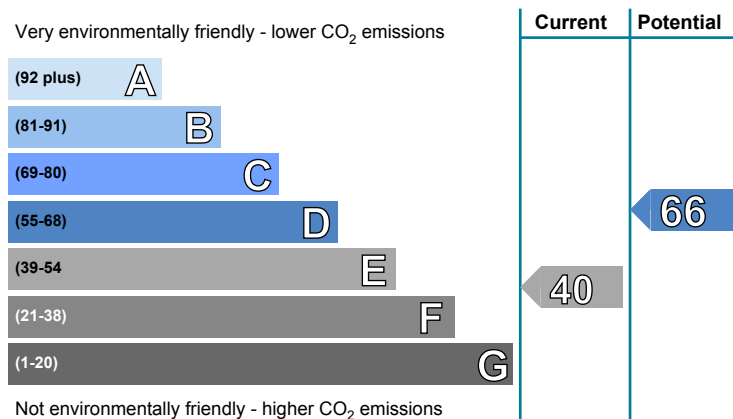 Current Potential
Very environmentally friendly - lower CO2 emissions
(92 plus) A
(81-91) B
(69-80) C
(55-68) D
66
(39-54 E
40
(21-38) F
(1-20) G
Not environmentally friendly - higher CO2 emissions